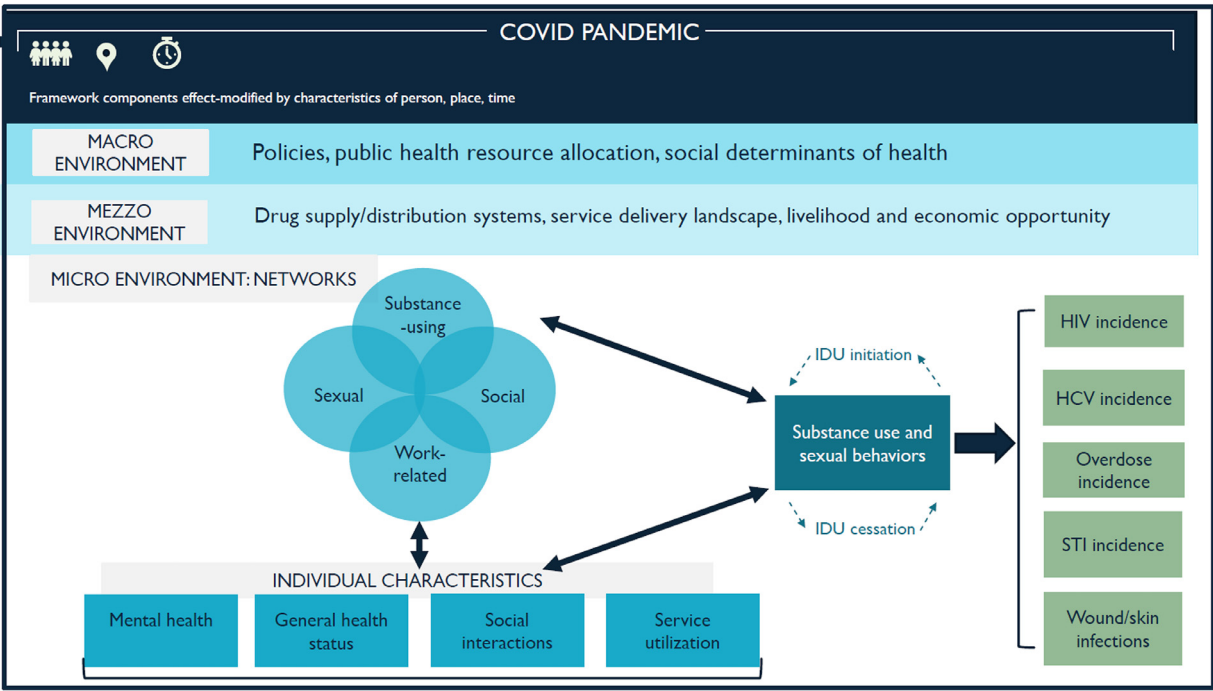 COVID PANDEMIC
Framework components effect-modified by characteristics of person, place, time
MACRO
ENVIRONMENT
Policies, public health resource allocation, social determinants of health
MEZZO
ENVIRONMENT
Drug supply/distribution systems, service delivery landscape, livelihood and economic opportunity
MICRO ENVIRONMENT: NETWORKS
Substance
-using
Sexual
Social
Work-
related
IDU initiation
Substance use and
sexual behaviors
IDU cessation
HIV incidence
HCV incidence
Overdose
incidence
STI incidence
Wound/skin
infections
INDIVIDUAL CHARACTERISTICS
Mental health
General health
status
Social
interactions
Service
utilization